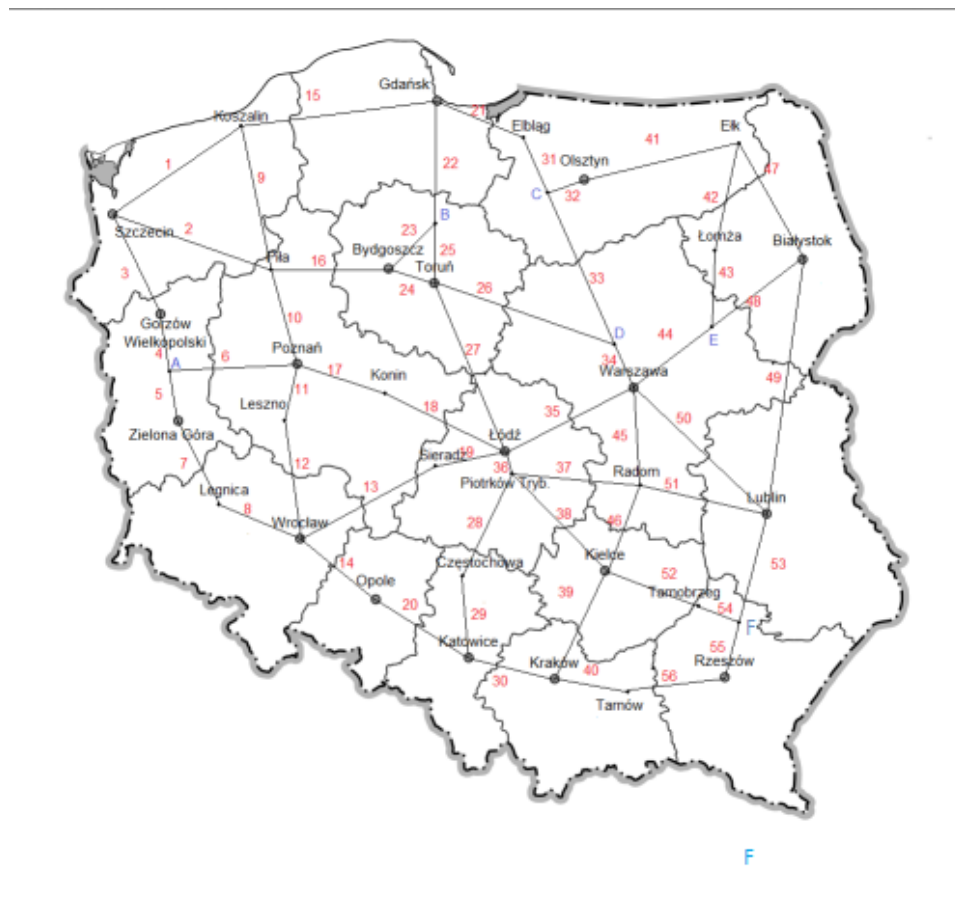 Gdańsk
15
21
Koszalin
Elbląg
Ełk
41
31
Olsztyn
1
22
47
9
C
32
42
B
23
Szczecin
2
Łomża
Białystok
Bydgoszcz
25
Piła
16
Toruń
3
43
33
24
26
48
Gorzów
Wielkopolski
10
D
44
E
4
A
6
Poznań
27
34
17
Konin
Warszawa
49
5
11
Leszno
18
35
50
Zielona Góra
Łódź
45
7
12
Sieradz
19
36
37
Radom
Piotrków Tryb.
51
Legnica
13
Lublin
8
Wrocław
28
38
46
14
Częstochowa
Kielce
53
Opole
52
39
Tarnobrzeg
20
29
54
F
Katowice
55
Kraków
40
Rzeszów
30
56
Tarnów
F